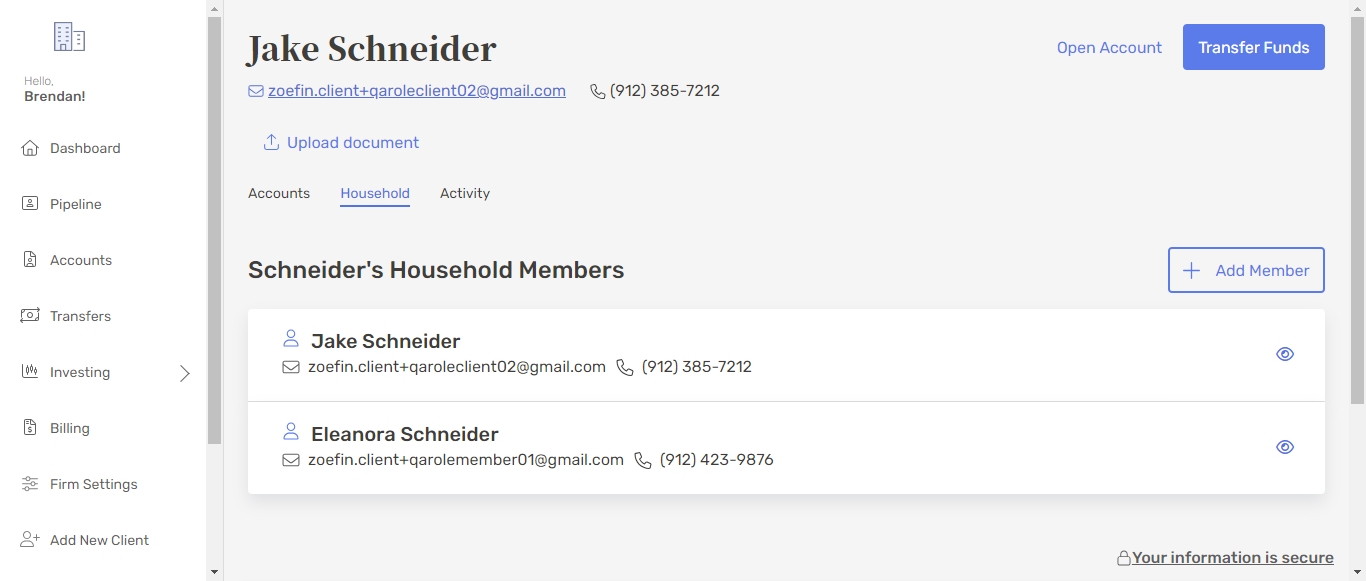 Hello,
Brendan!
Dashboard
Pipeline
Accounts
Transfers
Investing
Billing
Firm Settings
Add New Client
Jake Schneider
Open Account
Transfer Funds
zoefin.client+qaroleclient02@gmail.com (912) 385-7212
Upload document
Accounts Household Activity
Schneider's Household Members
Add Member
Jake Schneider
zoefin.client+qaroleclient02@gmail.com (912) 385-7212
Eleanora Schneider
zoefin.client+qarolemember01@gmail.com (912) 423-9876
Your information is secure